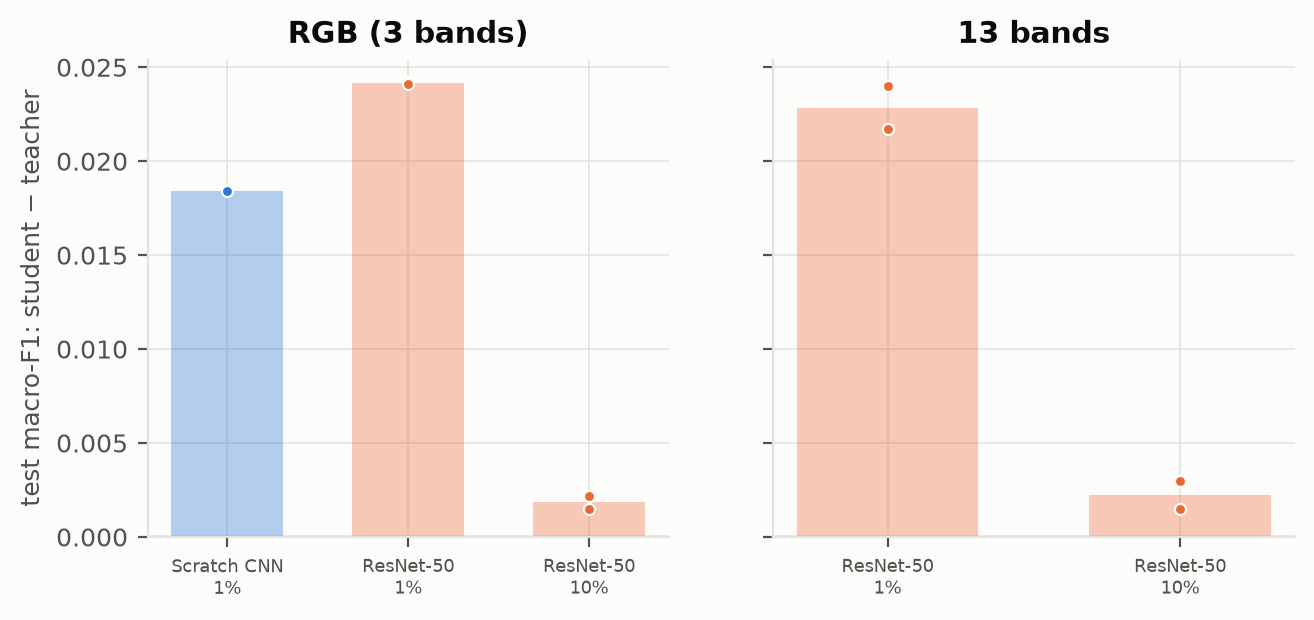 RGB (3 bands)
13 bands
test macro-F1: student − teacher
0.025
0.020
0.015
0.010
0.005
0.000
Scratch CNN
1%
ResNet-50
1%
ResNet-50
10%
ResNet-50
1%
ResNet-50
10%